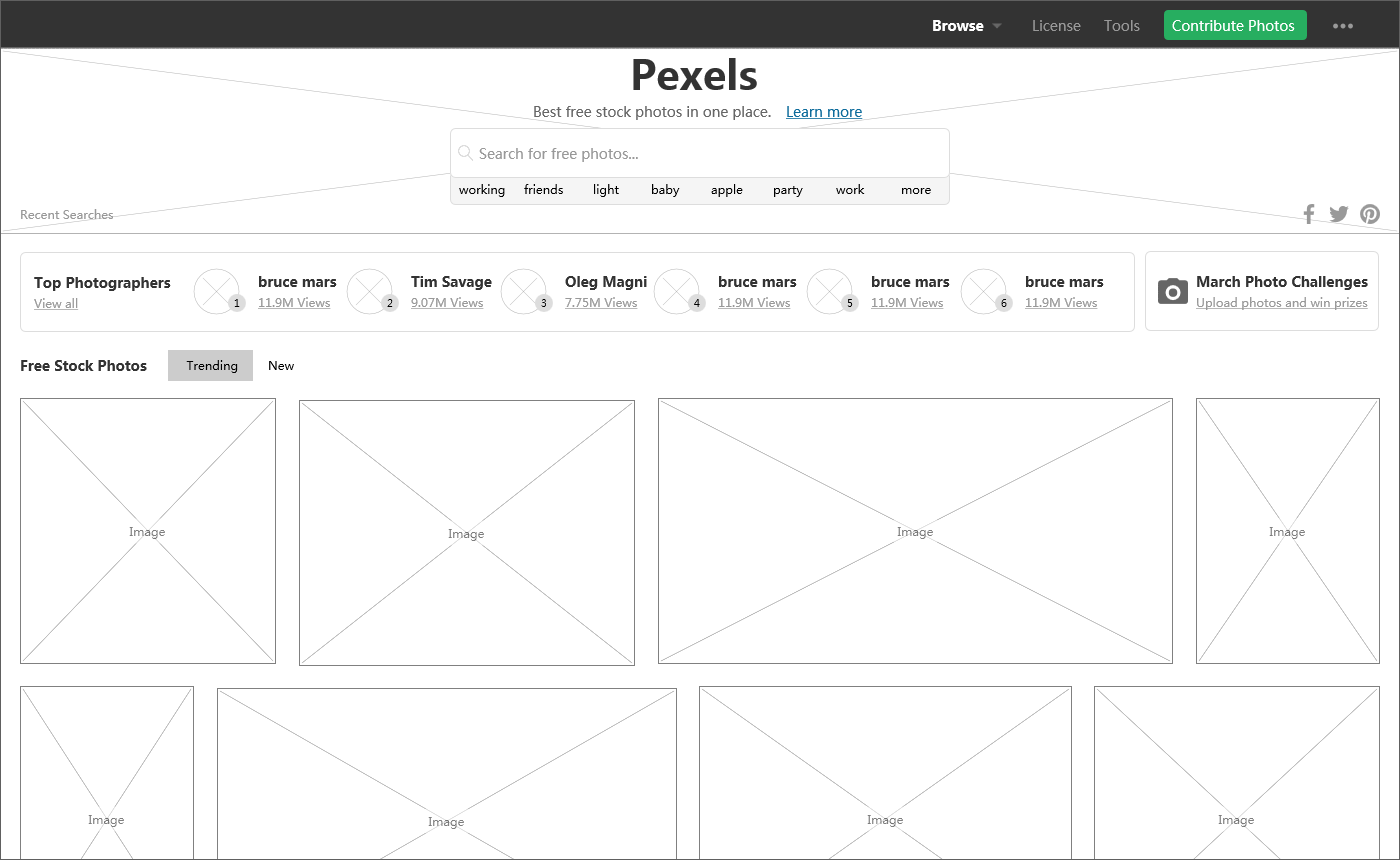 Browse License Tools Contribute Photos
Pexels
Best free stock photos in one place. Learn more
Search for free photos...
working friends light baby apple party work more
Recent Searches
Top Photographers
View all
1
bruce mars
11.9M Views
2
Tim Savage
9.07M Views
3
Oleg Magni
7.75M Views
4
bruce mars
11.9M Views
5
bruce mars
11.9M Views
6
bruce mars
11.9M Views
March Photo Challenges
Upload photos and win prizes
Free Stock Photos Trending New
Image
Image
Image
Image
Image
Image
Image
Image